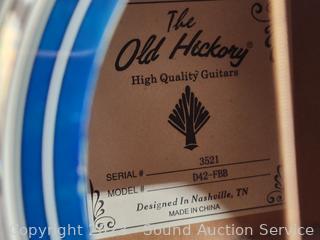 The
Old Hickory®
High Quality Guitars
SERIAL # 3521
MODEL # D42-FBB
Designed In Nashville, TN
MADE IN CHINA
Sound Auction Service